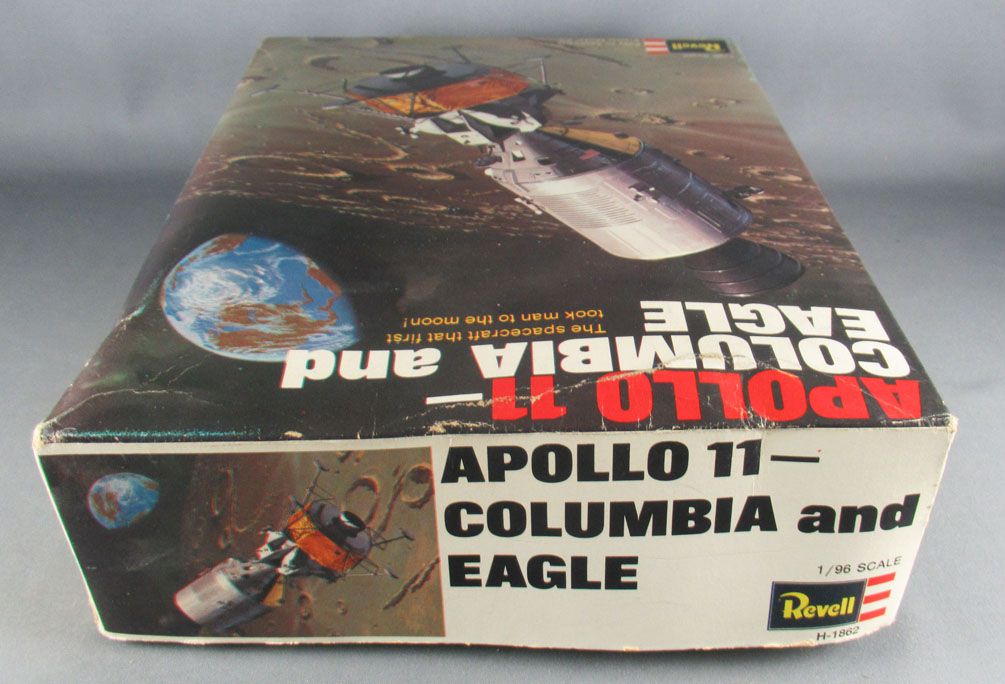 APOLLO 11—
COLUMBIA and
EAGLE
The spacecraft that first
took man to the moon!
Revell
APOLLO 11—
COLUMBIA and
EAGLE
1/96 SCALE
Revell
H-1862